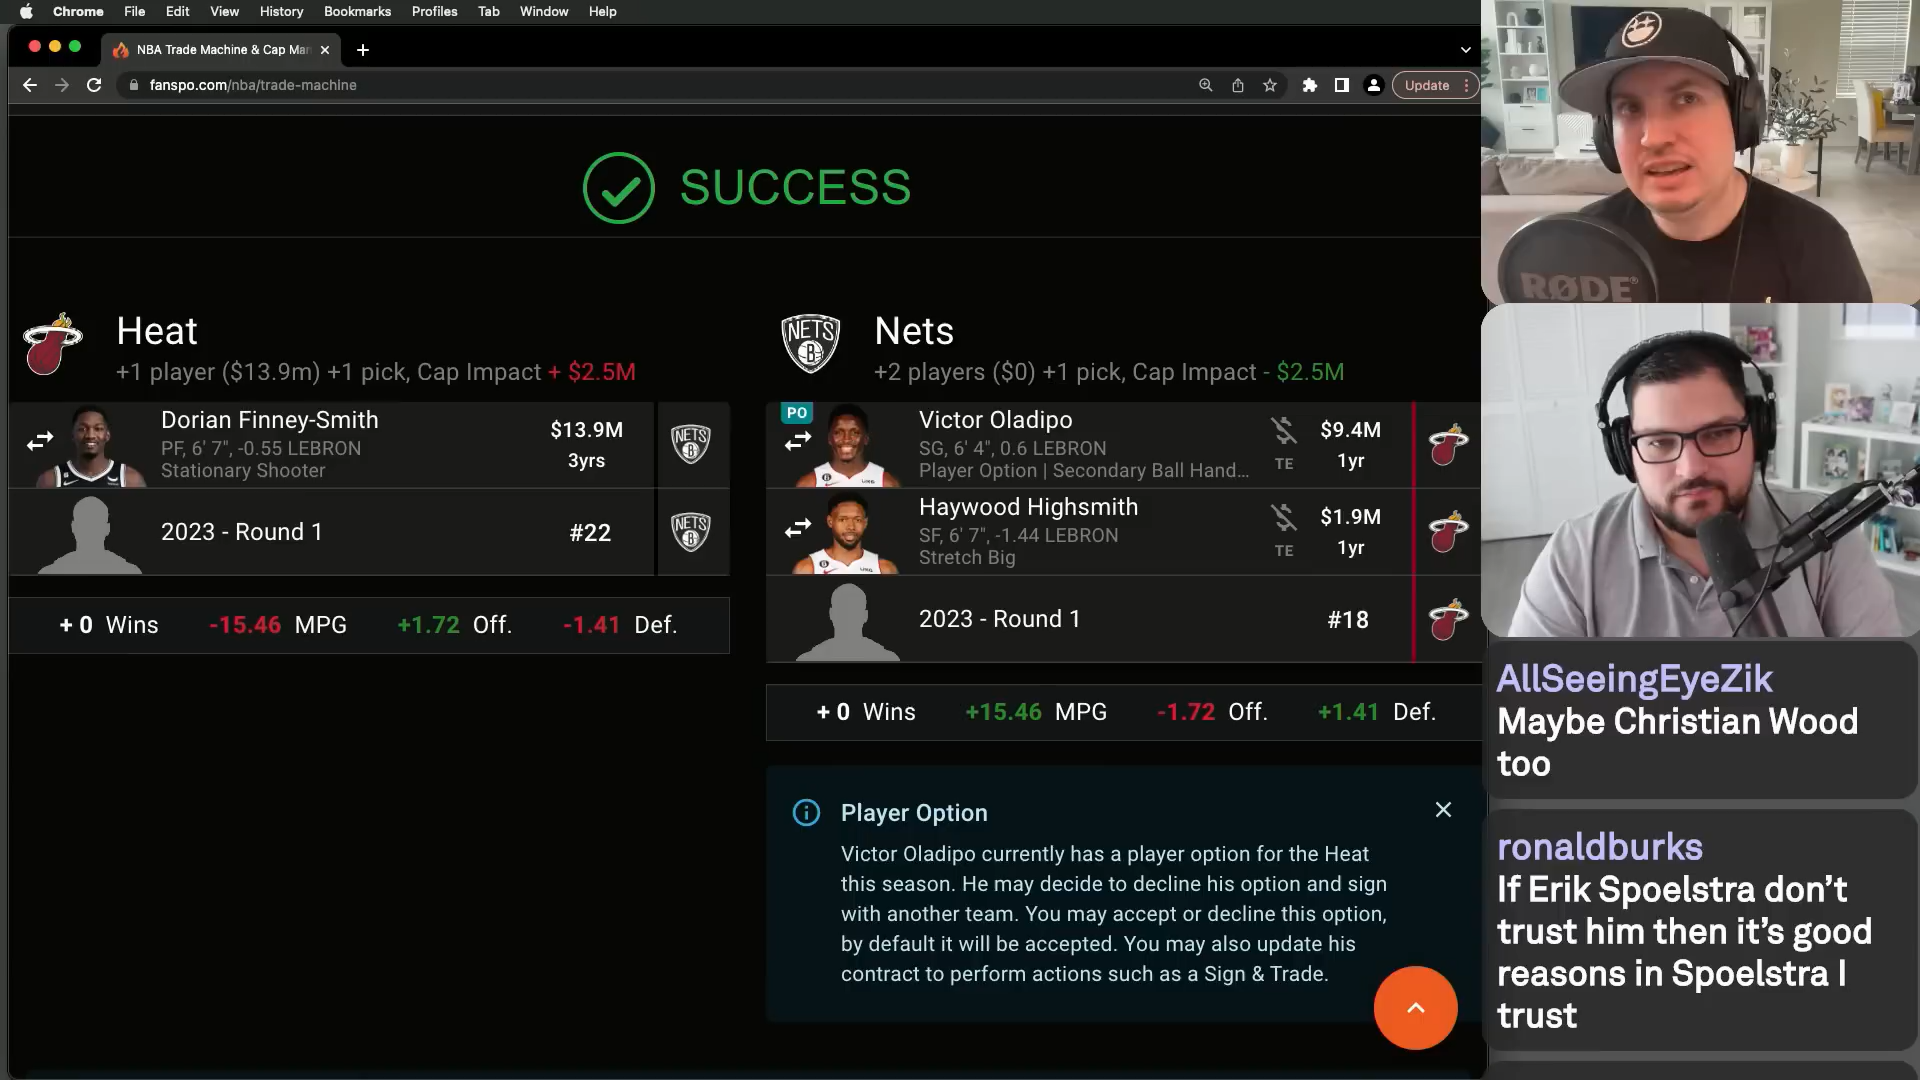 Chrome File Edit View History Bookmarks Profiles Tab Window Help
NBA Trade Machine & Cap Man
fanspo.com/nba/trade-machine
Update
SUCCESS
Heat
+1 player ($13.9m) +1 pick, Cap Impact + $2.5M
Dorian Finney-Smith
PF, 6' 7", -0.55 LEBRON
Stationary Shooter
$13.9M
3yrs
NETS
B
2023 - Round 1
#22
NETS
B
+ 0 Wins -15.46 MPG +1.72 Off. -1.41 Def.
NETS
B
Nets
+2 players ($0) +1 pick, Cap Impact - $2.5M
PO
Victor Oladipo
SG, 6' 4", 0.6 LEBRON
Player Option | Secondary Ball Hand...
TE
$9.4M
1yr
Haywood Highsmith
SF, 6' 7", -1.44 LEBRON
Stretch Big
TE
$1.9M
1yr
2023 - Round 1
#18
+ 0 Wins +15.46 MPG -1.72 Off. +1.41 Def.
Player Option
Victor Oladipo currently has a player option for the Heat
this season. He may decide to decline his option and sign
with another team. You may accept or decline this option,
by default it will be accepted. You may also update his
contract to perform actions such as a Sign & Trade.
RØDE
AllSeeingEyeZik
Maybe Christian Wood
too
ronaldburks
If Erik Spoelstra don't
trust him then it's good
reasons in Spoelstra I
trust